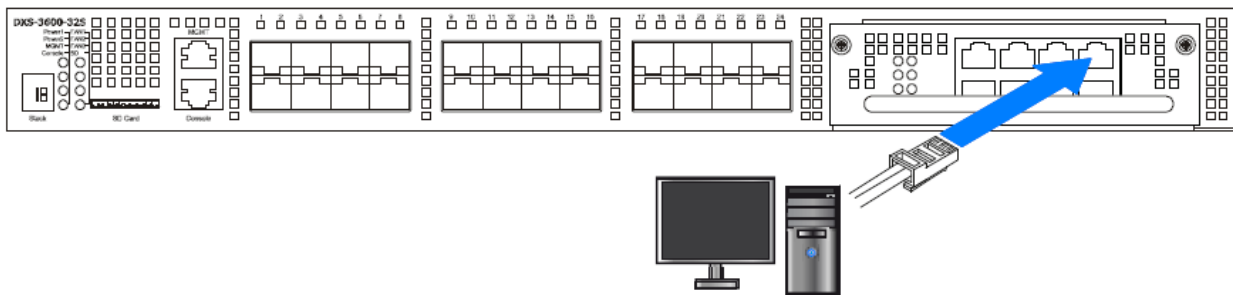 DXS-3600-32S
MGMT
1 2 3 4 5 6 7 8 9 10 11 12 13 14 15 16 17 18 19 20 21 22 23 24
Power1 FAN1
Power2 FAN2
MGMT FAN3
Console SD
Stack SD Card Console